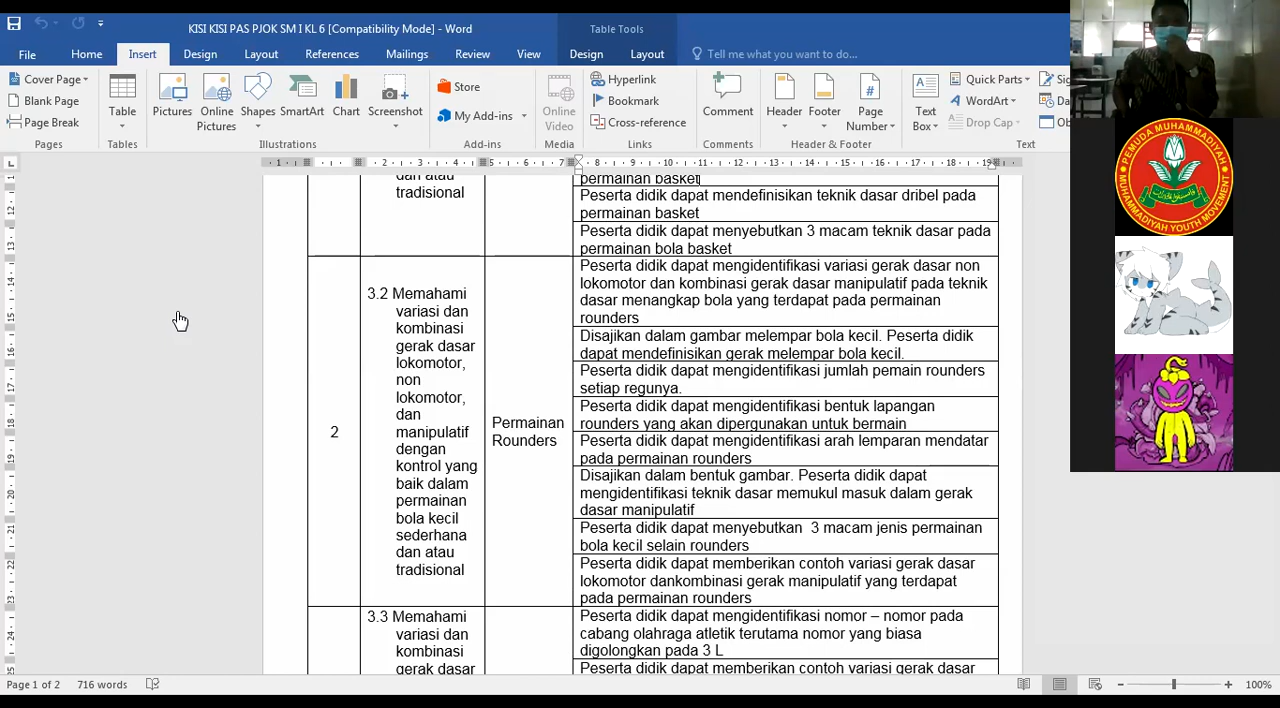 KISI KISI PAS PJOK SM I KL 6 [Compatibility Mode] - Word
Table Tools
File
Home
Insert
Design
Layout
References
Mailings
Review
View
Design
Layout
Tell me what you want to do...
Cover Page
Blank Page
Page Break
Pages
Table
Tables
Pictures
Online Pictures
Shapes
SmartArt
Chart
Screenshot
Illustrations
Store
My Add-ins
Add-ins
Online Video
Media
Hyperlink
Bookmark
Cross-reference
Links
Comment
Comments
Header
Footer
Page Number
Header & Footer
Text Box
Quick Parts
WordArt
Drop Cap
Text
dan atau
tradisional
permainan basket
Peserta didik dapat mendefinisikan teknik dasar dribel pada
permainan basket
Peserta didik dapat menyebutkan 3 macam teknik dasar pada
permainan bola basket
2
3.2 Memahami
variasi dan
kombinasi
gerak dasar
lokomotor,
non
lokomotor,
dan
manipulatif
dengan
kontrol yang
baik dalam
permainan
bola kecil
sederhana
dan atau
tradisional
Permainan
Rounders
Peserta didik dapat mengidentifikasi variasi gerak dasar non
lokomotor dan kombinasi gerak dasar manipulatif pada teknik
dasar menangkap bola yang terdapat pada permainan
rounders
Disajikan dalam gambar melempar bola kecil. Peserta didik
dapat mendefinisikan gerak melempar bola kecil.
Peserta didik dapat mengidentifikasi jumlah pemain rounders
setiap regunya.
Peserta didik dapat mengidentifikasi bentuk lapangan
rounders yang akan dipergunakan untuk bermain
Peserta didik dapat mengidentifikasi arah lemparan mendatar
pada permainan rounders
Disajikan dalam bentuk gambar. Peserta didik dapat
mengidentifikasi teknik dasar memukul masuk dalam gerak
dasar manipulatif
Peserta didik dapat menyebutkan  3 macam jenis permainan
bola kecil selain rounders
Peserta didik dapat memberikan contoh variasi gerak dasar
lokomotor dankombinasi gerak manipulatif yang terdapat
pada permainan rounders
3.3 Memahami
variasi dan
kombinasi
gerak dasar
Peserta didik dapat mengidentifikasi nomor – nomor pada
cabang olahraga atletik terutama nomor yang biasa
digolongkan pada 3 L
Peserta didik dapat memberikan contoh variasi gerak dasar
Page 1 of 2
716 words
100%
PEMUDA MUHAMMADIYAH
MUHAMMADIYAH YOUTH MOVEMENT